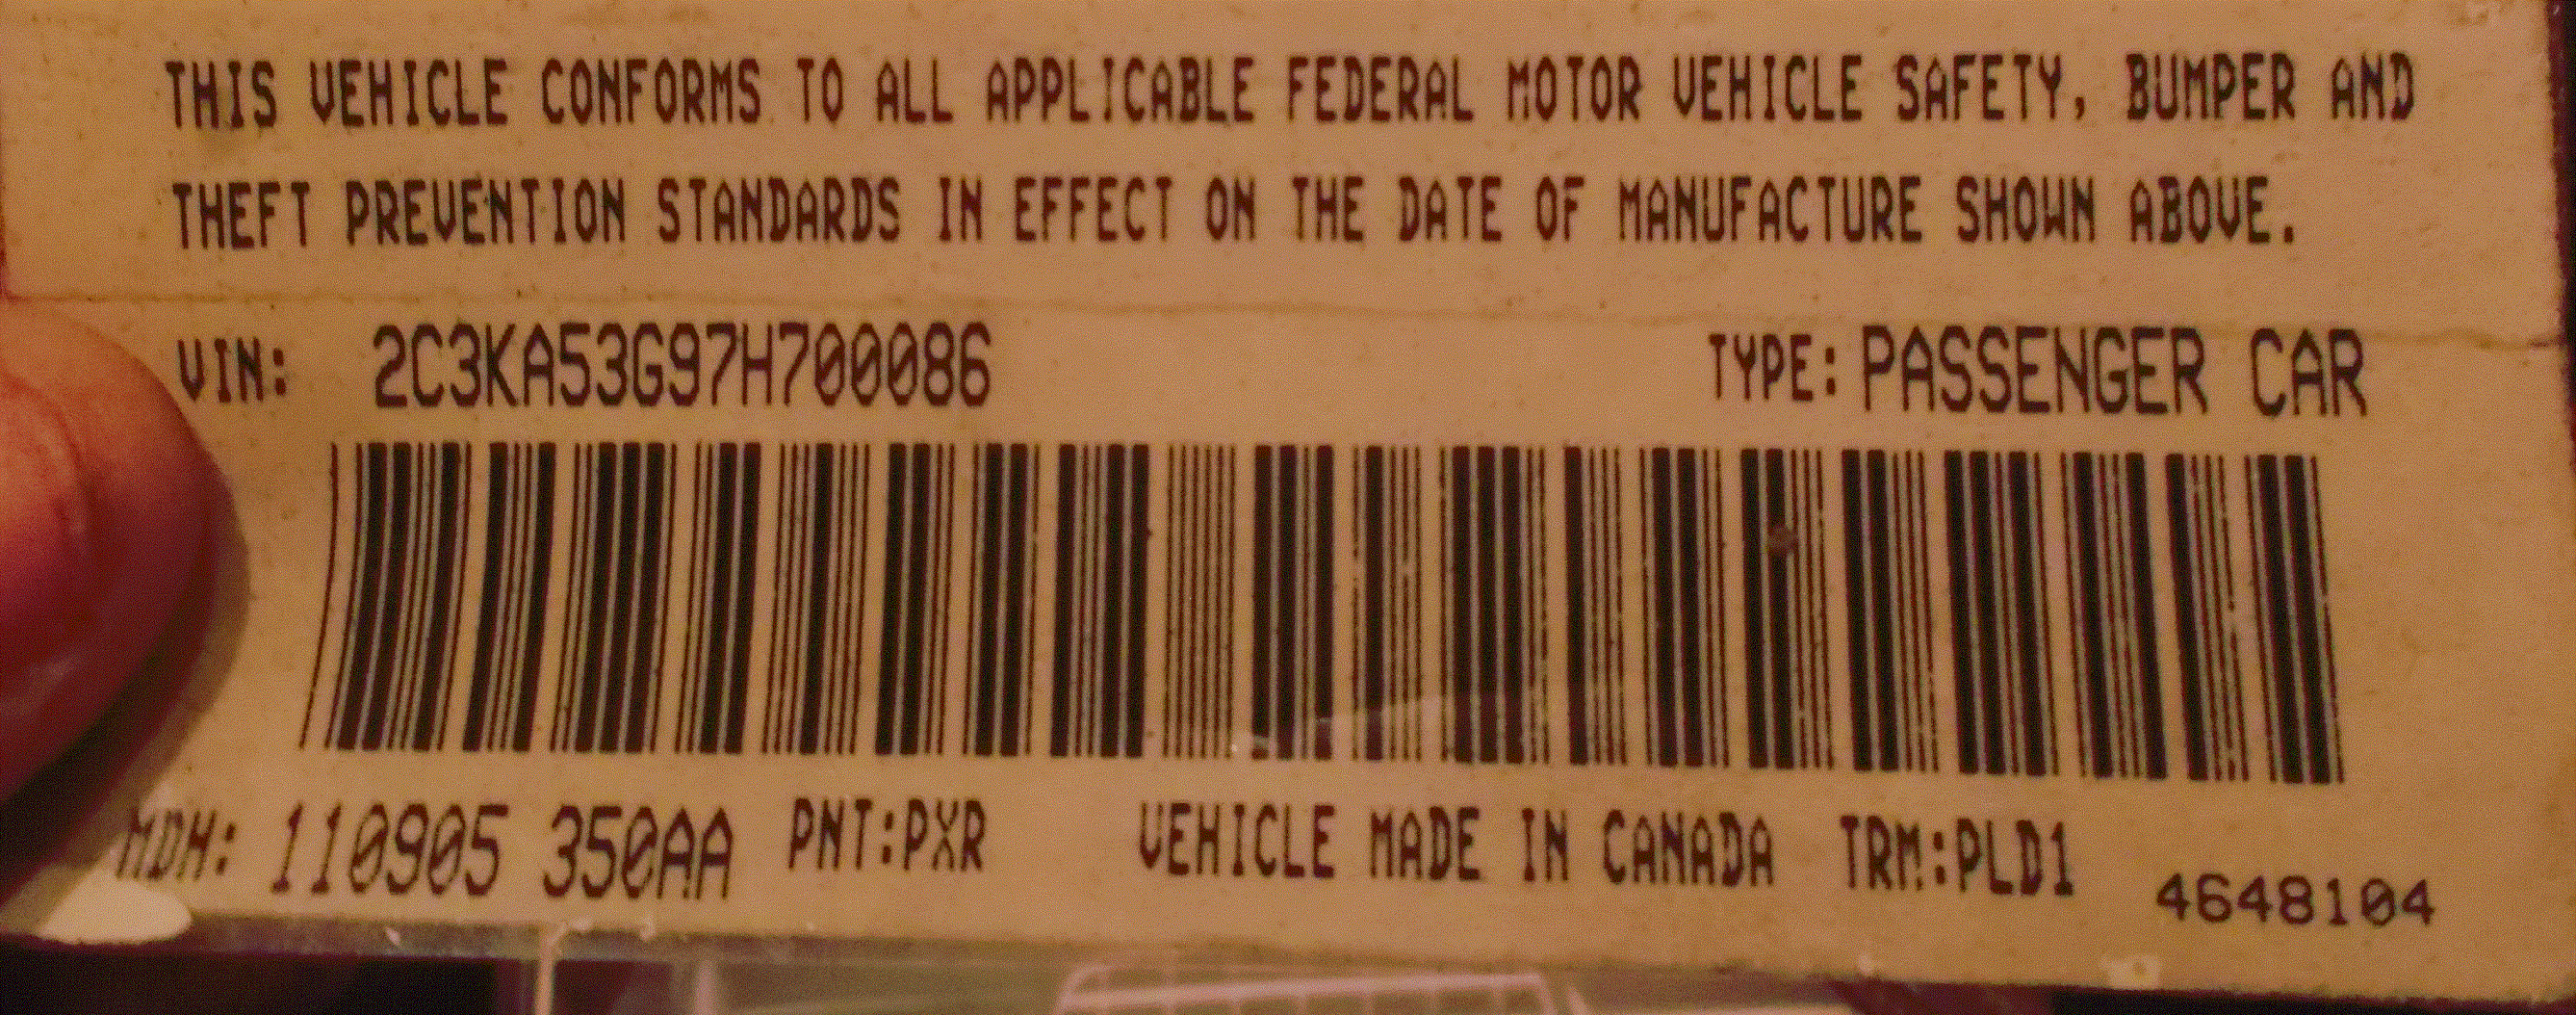 THIS VEHICLE CONFORMS TO ALL APPLICABLE FEDERAL MOTOR VEHICLE SAFETY, BUMPER AND
THEFT PREVENTION STANDARDS IN EFFECT ON THE DATE OF MANUFACTURE SHOWN ABOVE.
VIN: 2C3KA53G97H700086 TYPE: PASSENGER CAR
MDH: 110905 350AA PNT:PXR VEHICLE MADE IN CANADA TRM:PLD1 4648104